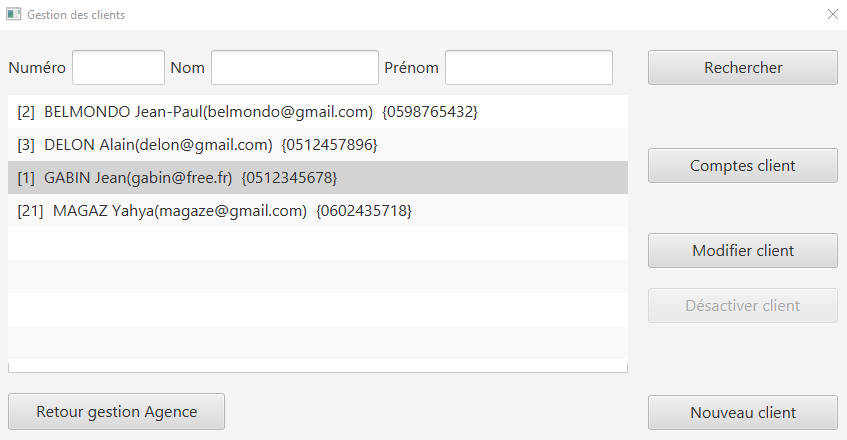 Gestion des clients
Numéro Nom Prénom Rechercher
[2] BELMONDO Jean-Paul(belmondo@gmail.com) {0598765432}
[3] DELON Alain(delon@gmail.com) {0512457896}
Comptes client
[1] GABIN Jean(gabin@free.fr) {0512345678}
[21] MAGAZ Yahya(magaze@gmail.com) {0602435718}
Modifier client
Désactiver client
Retour gestion Agence
Nouveau client